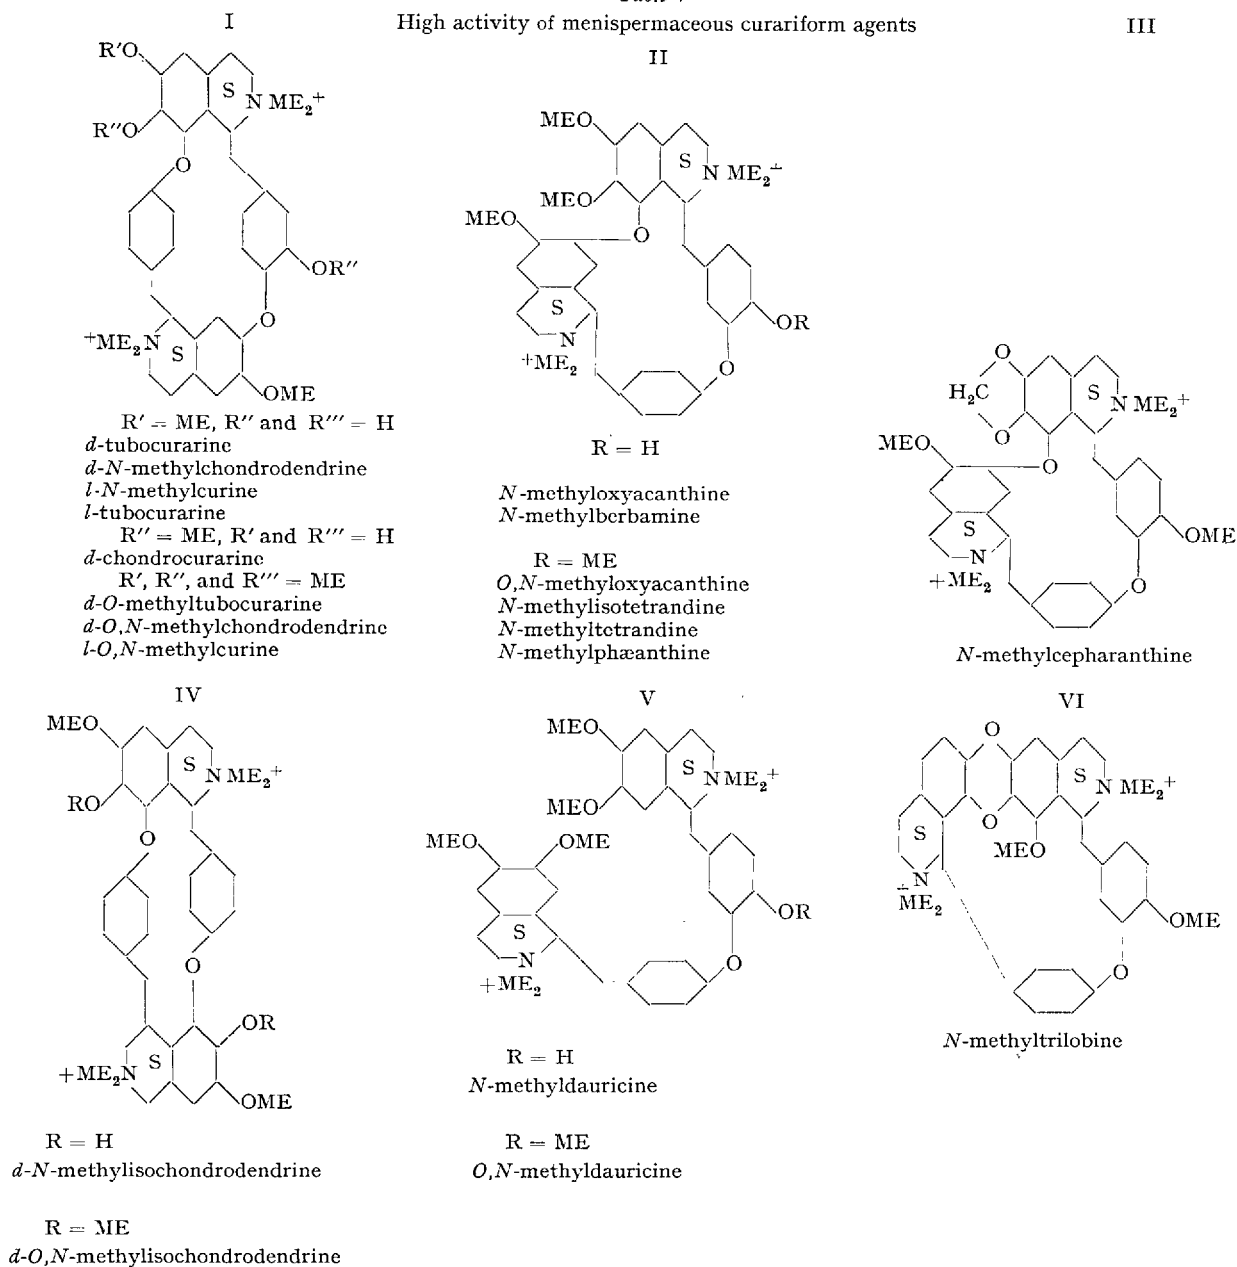 High activity of menispermaceous curariform agents
I
R'O
R''O
S
N ME₂⁺
O
OR''
O
⁺ME₂N
S
OME
R' = ME, R'' and R''' = H
d-tubocurarine
d-N-methylchondrodendrine
l-N-methylcurine
l-tubocurarine
R'' = ME, R' and R''' = H
d-chondrocurarine
R', R'', and R''' = ME
d-O-methyltubocurarine
d-O,N-methylchondrodendrine
l-O,N-methylcurine
II
MEO
S
N ME₂⁺
MEO
MEO
O
S
OR
N
+ME₂
O
R = H
N-methyloxyacanthine
N-methylberbamine
R = ME
O,N-methyloxyacanthine
N-methylisotetrandine
N-methyltetrandine
N-methylphæanthine
III
O
H₂C
S
N ME₂⁺
O
MEO
O
S
OME
N
+ME₂
O
N-methylcepharanthine
IV
MEO
S
N ME₂⁺
RO
O
O
OR
S
+ME₂N
OME
R = H
d-N-methylisochondrodendrine
R = ME
d-O,N-methylisochondrodendrine
V
MEO
S
N ME₂⁺
MEO
MEO
OME
OR
S
N
+ME₂
O
R = H
N-methyldauricine
R = ME
O,N-methyldauricine
VI
O
S
N ME₂⁺
O
S
MEO
N
+ME₂
OME
O
N-methyltrilobine